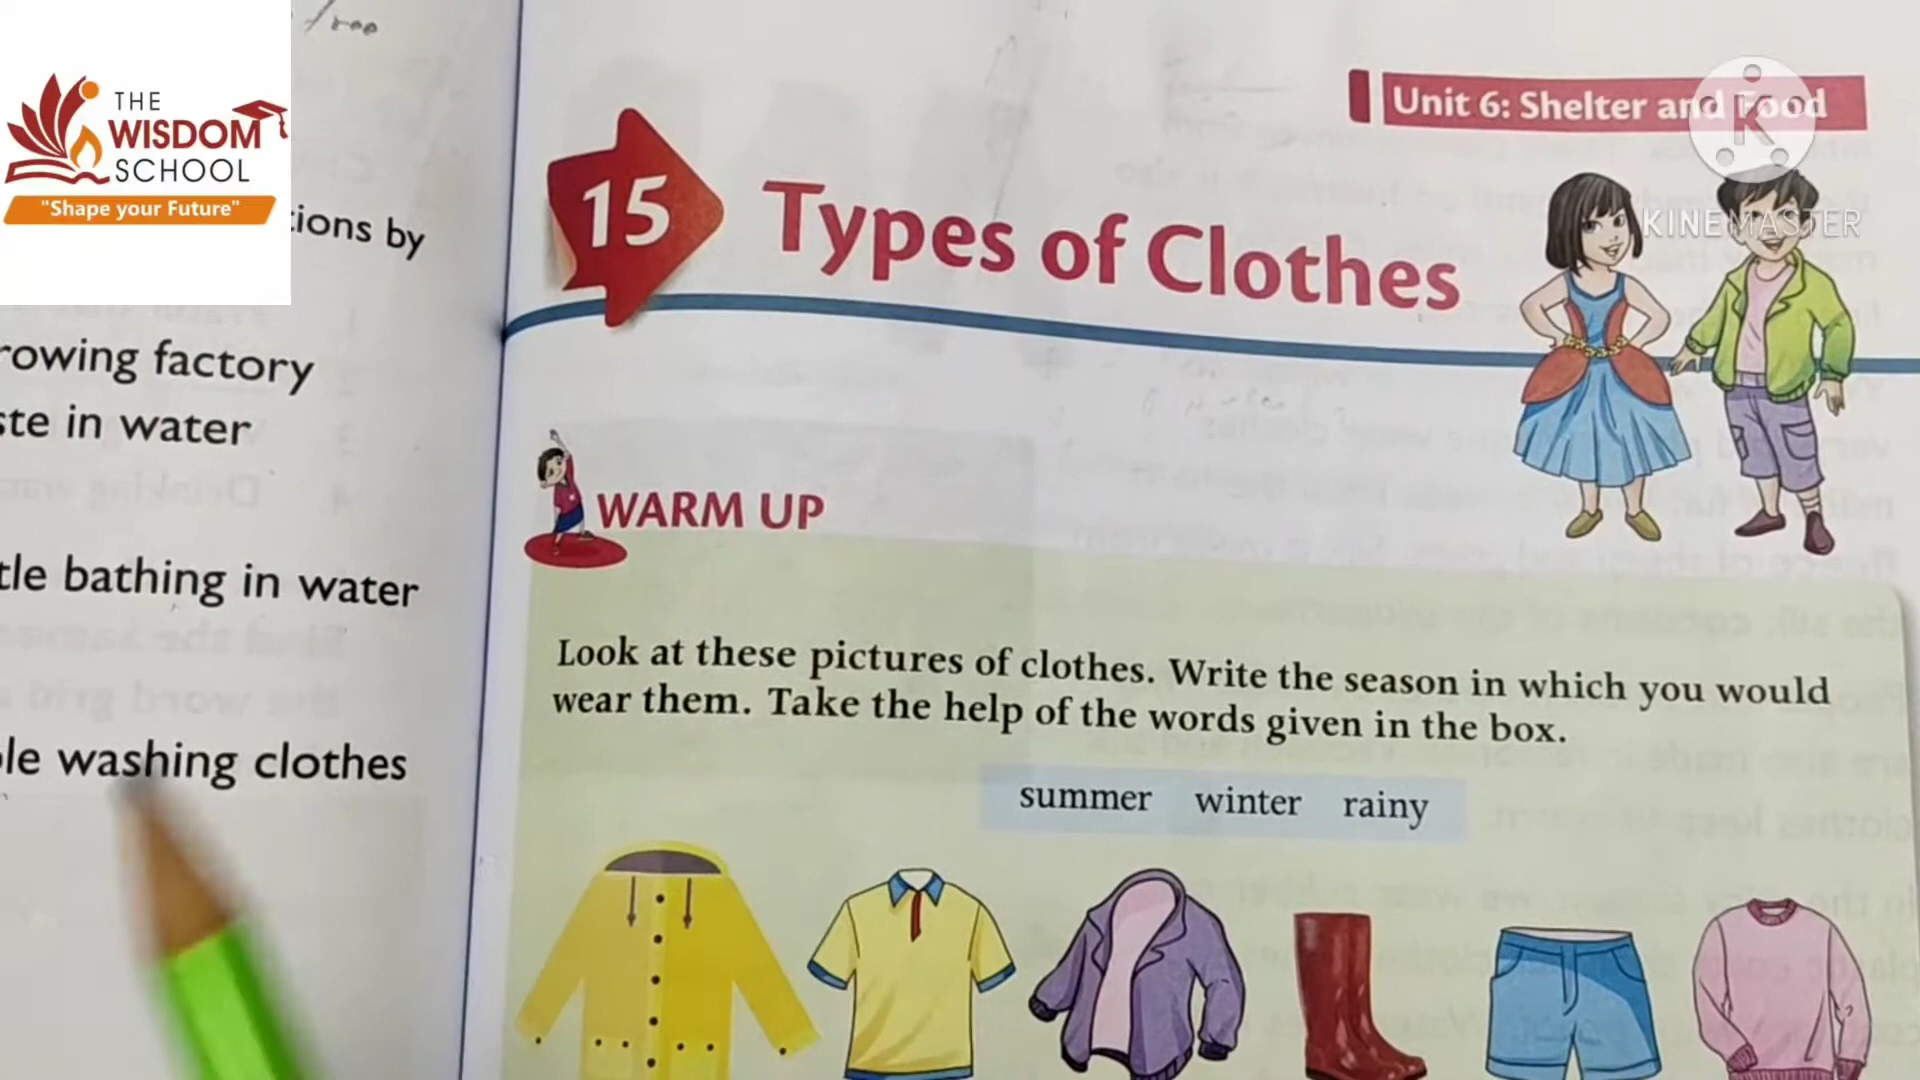 THE
WISDOM
SCHOOL
"Shape your Future"
tions by
rowing factory
ste in water
tle bathing in water
ple washing clothes
Unit 6: Shelter and Food
K
KINEMASTER
15
Types of Clothes
WARM UP
Look at these pictures of clothes. Write the season in which you would
wear them. Take the help of the words given in the box.
summer winter rainy